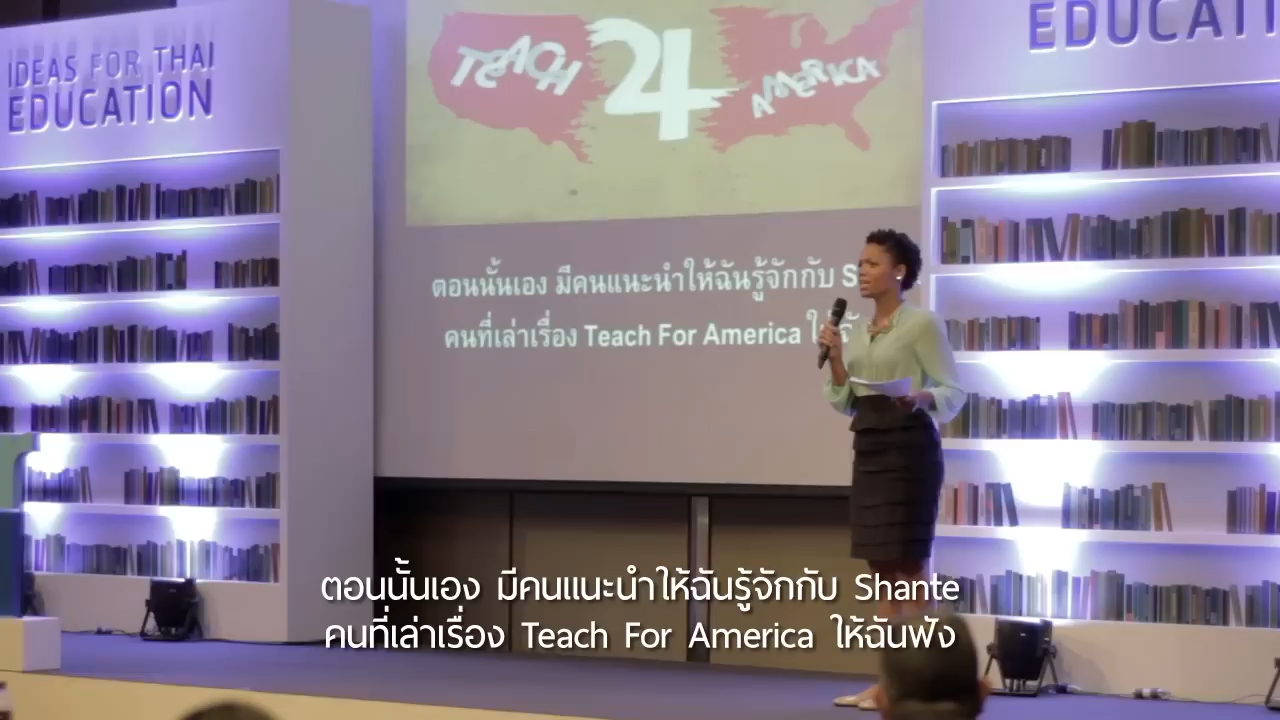 IDEAS FOR THAI
EDUCATION
EDUCATI
TEACH 4 AMERICA
ตอนนั้นเอง มีคนแนะนำให้ฉันรู้จักกับ S
คนที่เล่าเรื่อง Teach For America ให้ฉั
ตอนนั้นเอง มีคนแนะนำให้ฉันรู้จักกับ Shante
คนที่เล่าเรื่อง Teach For America ให้ฉันฟัง